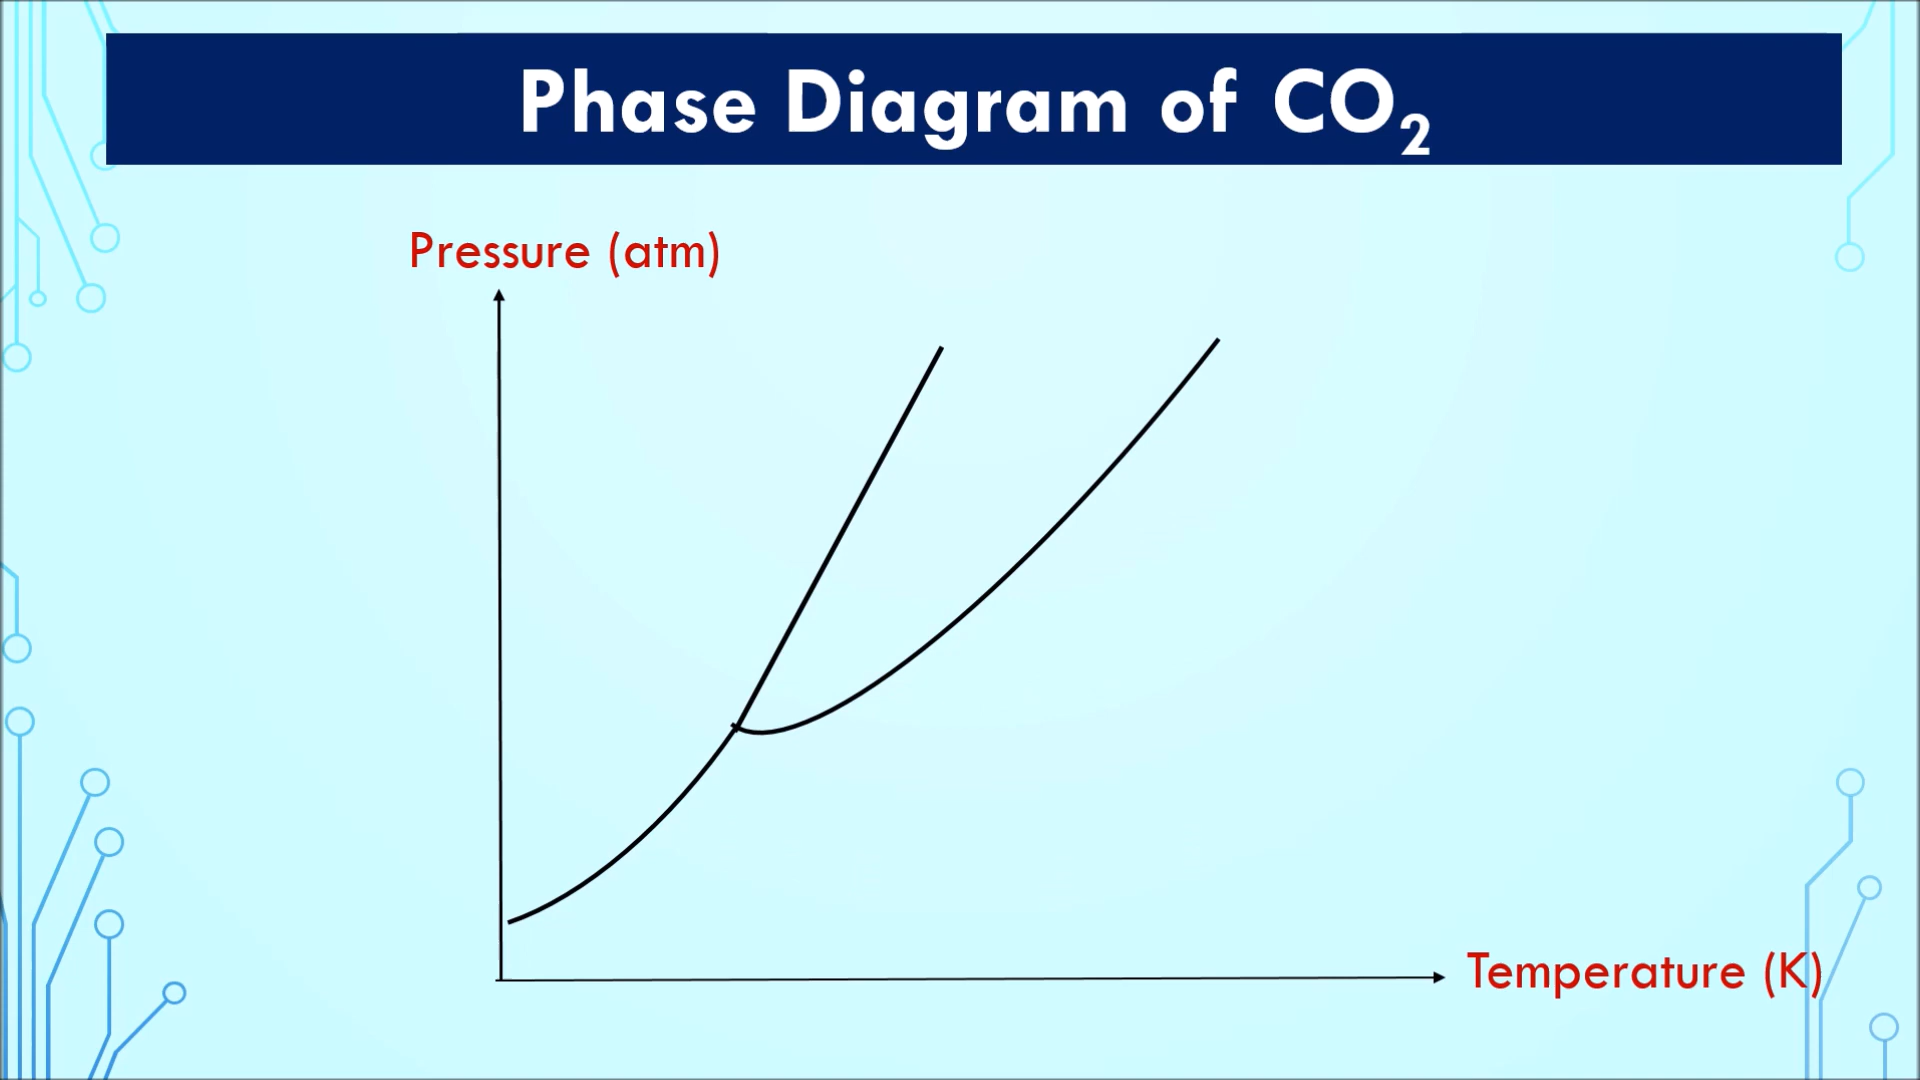 Phase Diagram of CO₂
Pressure (atm)
Temperature (K)